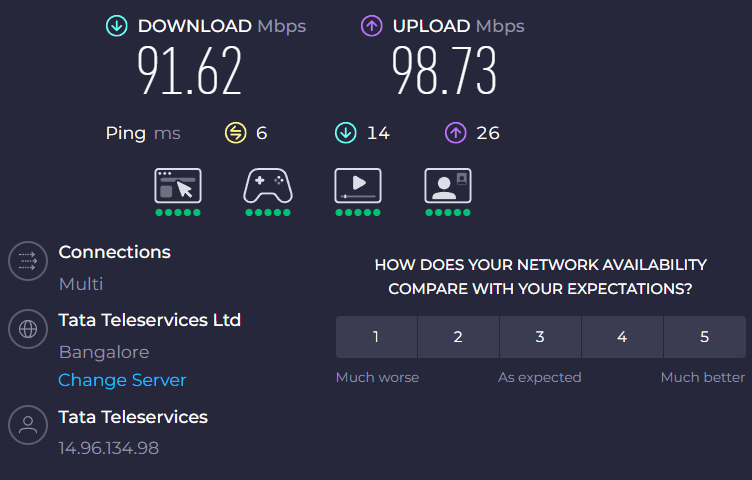 DOWNLOAD Mbps
91.62
UPLOAD Mbps
98.73
Ping ms 6 14 26
Connections
Multi
Tata Teleservices Ltd
Bangalore
Change Server
Tata Teleservices
14.96.134.98
HOW DOES YOUR NETWORK AVAILABILITY
COMPARE WITH YOUR EXPECTATIONS?
1 2 3 4 5
Much worse As expected Much better